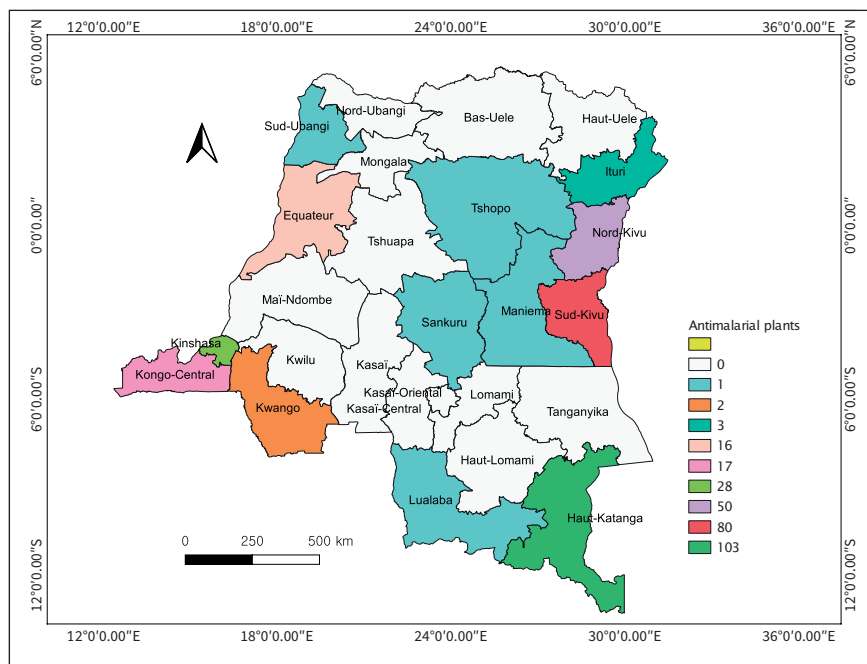 12°0'0.00"E 18°0'0.00"E 24°0'0.00"E 30°0'0.00"E 36°0'0.00"E
6°0'0.00"N
0°0'0.00"
6°0'0.00"S
12°0'0.00"S
Nord-Ubangi
Bas-Uele
Haut-Uele
Sud-Ubangi
Mongala
Ituri
Equateur
Tshopo
Tshuapa
Nord-Kivu
Maï-Ndombe
Sankuru
Maniema
Sud-Kivu
Kinshasa
Kongo-Central
Kwilu
Kasaï
Kwango
Kasaï-Oriental
Kasaï-Central
Lomami
Tanganyika
Haut-Lomami
Lualaba
Haut-Katanga
Antimalarial plants
0
1
2
3
16
17
28
50
80
103
0 250 500 km
6°0'0.00"N
0°0'0.00"
6°0'0.00"S
12°0'0.00"S
12°0'0.00"E 18°0'0.00"E 24°0'0.00"E 30°0'0.00"E 36°0'0.00"E